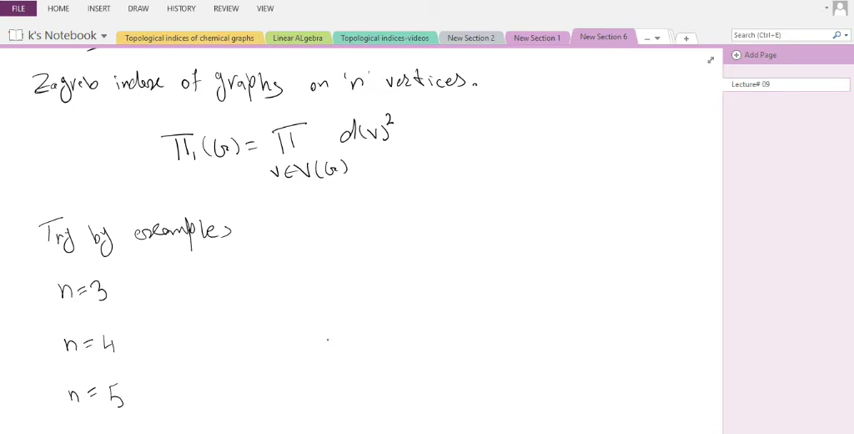 FILE HOME INSERT DRAW HISTORY REVIEW VIEW
k's Notebook Topological indices of chemical graphs Linear ALgebra Topological indices-videos New Section 2 New Section 1 New Section 6 Search (Ctrl+E)
Add Page
Lecture# 09
Zagreb index of graphs on 'n' vertices.
Π₁(G) = Π d(v)²
v∈V(G)
Try by examples
n=3
n=4
n=5